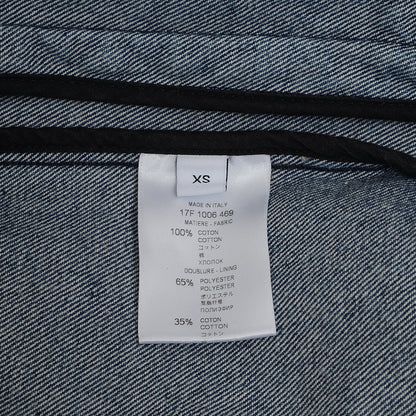 XS
MADE IN ITALY
17F 1006 469
MATIERE - FABRIC
100% COTON
COTTON
コットン
棉
ХЛОПОК
DOUBLURE - LINING
65% POLYESTER
POLYESTER
ポリエステル
聚酯纤维
ПОЛИЭФИР
35% COTON
COTTON
コットン